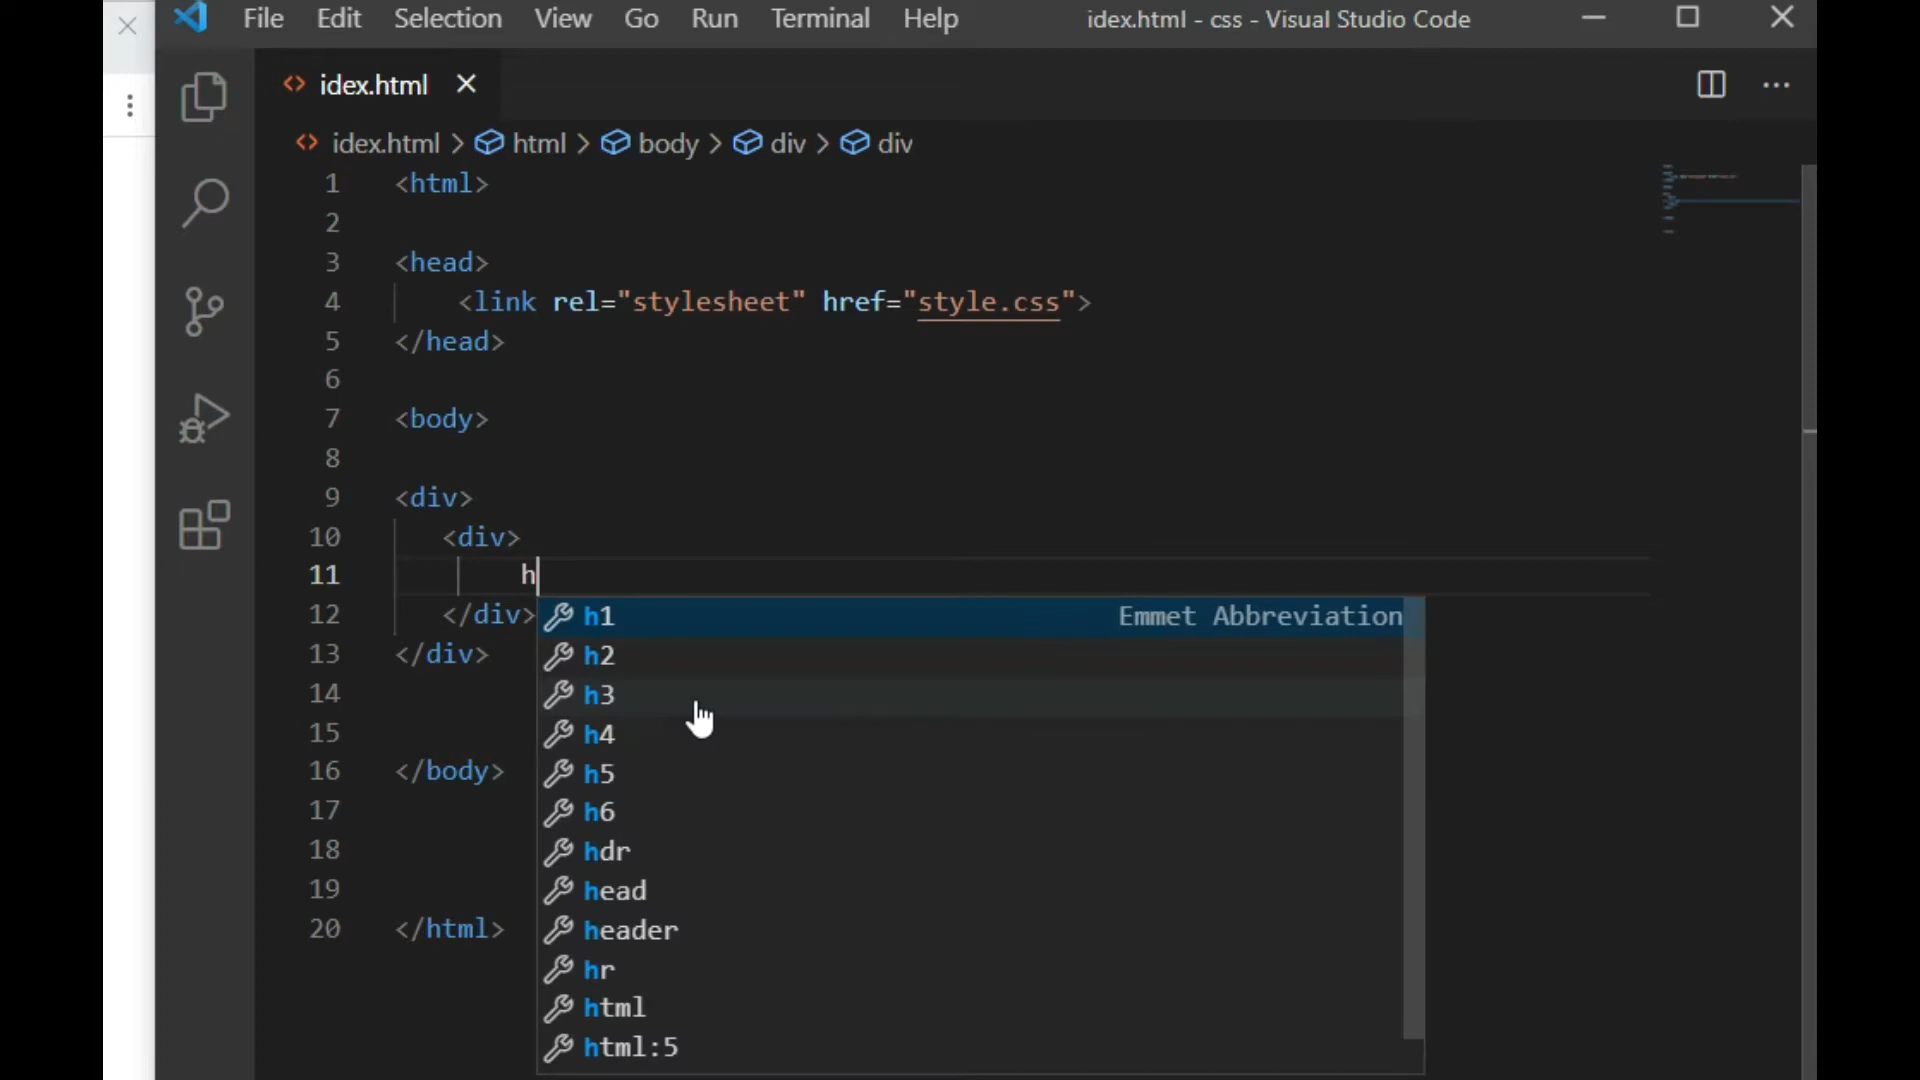 File Edit Selection View Go Run Terminal Help idex.html - css - Visual Studio Code
idex.html
idex.html > html > body > div > div
1 <html>
2
3 <head>
4 <link rel="stylesheet" href="style.css">
5 </head>
6
7 <body>
8
9 <div>
10 <div>
11 h
12 </div>
h1 Emmet Abbreviation
13 </div>
h2
14
h3
15
h4
16 </body>
h5
17
h6
18
hdr
19
head
20 </html>
header
hr
html
html:5